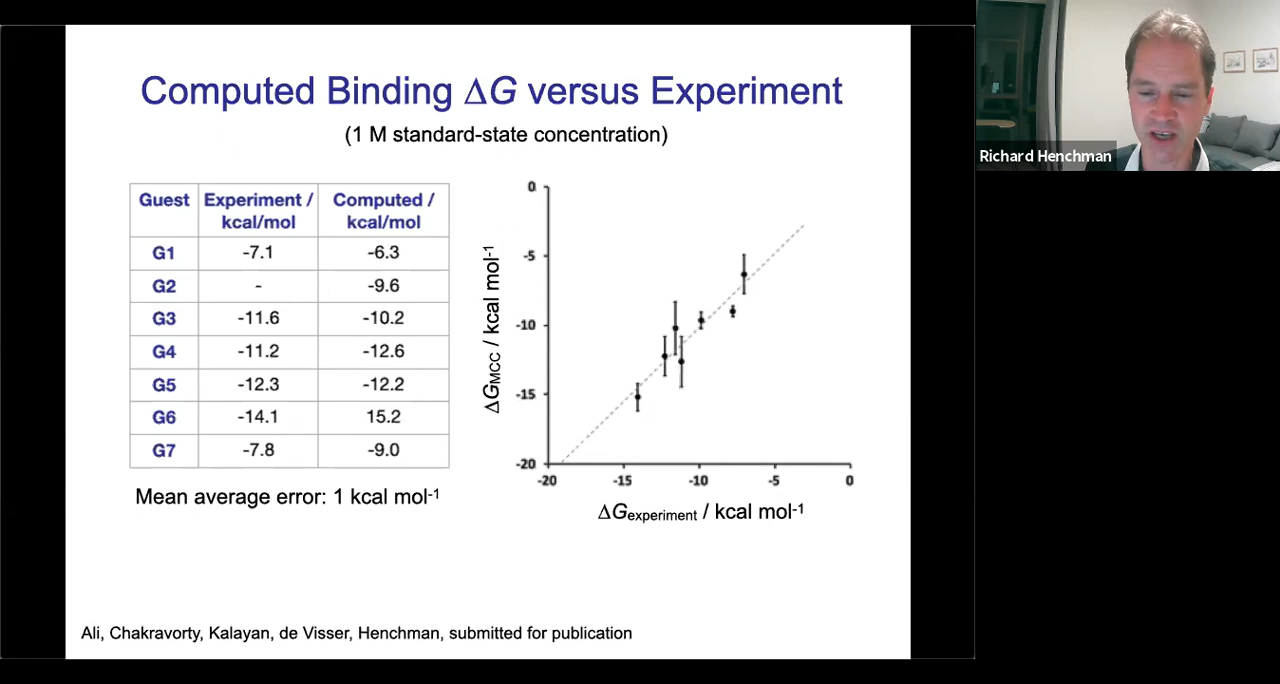 Computed Binding ΔG versus Experiment
(1 M standard-state concentration)
Richard Henchman
Guest Experiment / kcal/mol Computed / kcal/mol
G1 -7.1 -6.3
G2 - -9.6
G3 -11.6 -10.2
G4 -11.2 -12.6
G5 -12.3 -12.2
G6 -14.1 15.2
G7 -7.8 -9.0
Mean average error: 1 kcal mol-1
0
-5
-10
-15
-20
ΔGMCC / kcal mol-1
-20 -15 -10 -5 0
ΔGexperiment / kcal mol-1
Ali, Chakravorty, Kalayan, de Visser, Henchman, submitted for publication